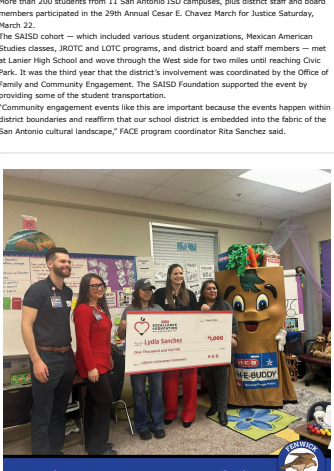 More than 200 students from 11 San Antonio ISD campuses, plus district staff and board
members participated in the 29th Annual Cesar E. Chavez March for Justice Saturday,
March 22.
The SAISD cohort — which included various student organizations, Mexican American
Studies classes, JROTC and LOTC programs, and district board and staff members — met
at Lanier High School and wove through the West side for two miles until reaching Civic
Park. It was the third year that the district's involvement was coordinated by the Office of
Family and Community Engagement. The SAISD Foundation supported the event by
providing some of the student transportation.
"Community engagement events like this are important because the events happen within
district boundaries and reaffirm that our school district is embedded into the fabric of the
San Antonio cultural landscape," FACE program coordinator Rita Sanchez said.
EXCELLENCE
EDUCATION
Lydia Sanchez
$1,000
One Thousand and 00/100
H-E-B
H-E-BUDDY
FENWICK